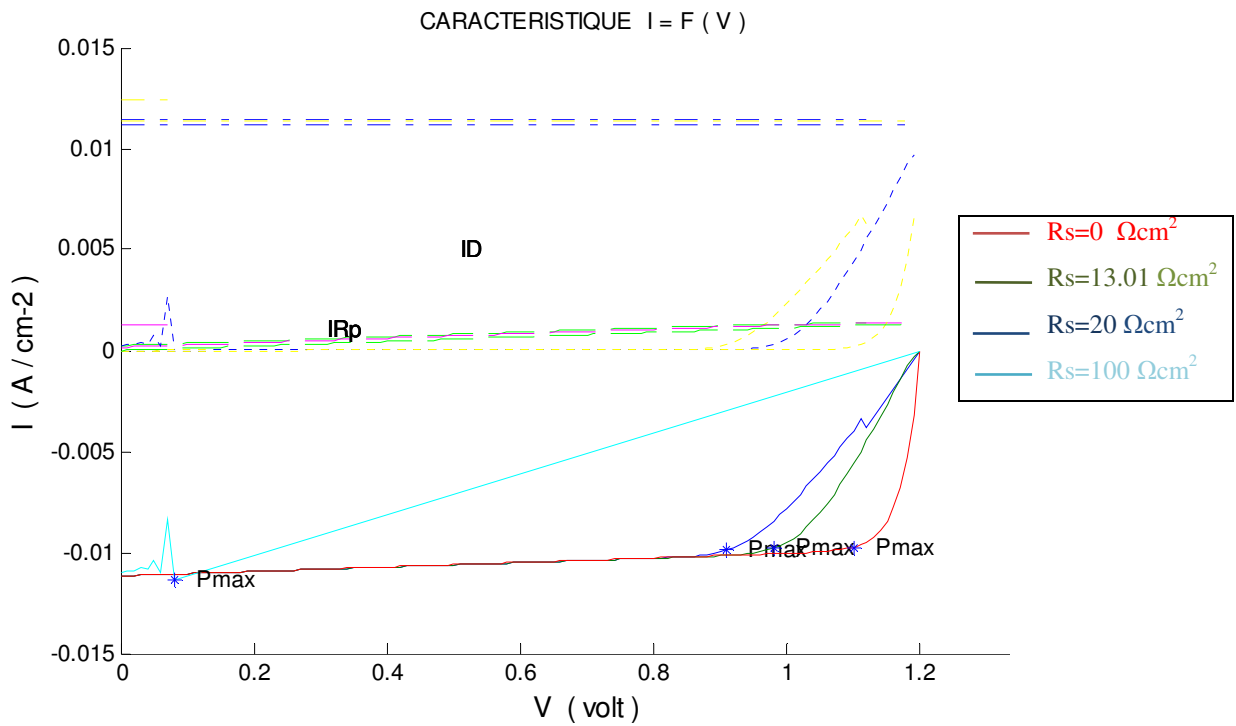 CARACTERISTIQUE I = F ( V )
0.015
0.01
0.005
0
-0.005
-0.01
-0.015
I ( A / cm-2 )
ID
IRp
Pmax
Pmax
Pmax
Pmax
0
0.2
0.4
0.6
0.8
1
1.2
V ( volt )
Rs=0 Ωcm²
Rs=13.01 Ωcm²
Rs=20 Ωcm²
Rs=100 Ωcm²